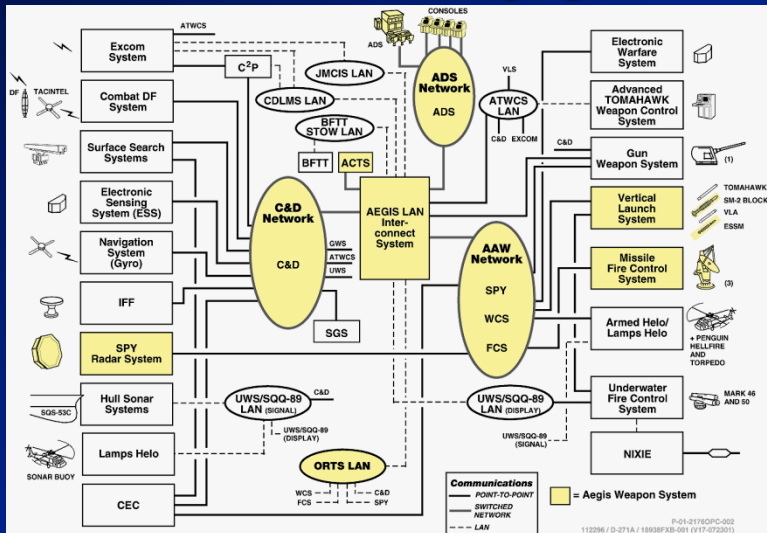 CONSOLES
ADS
ATWCS
Excom
System
C²P
JMCIS LAN
CDLMS LAN
BFTT
STOW LAN
BFTT
ACTS
ADS
Network
ADS
VLS
ATWCS
LAN
C&D
EXCOM
Electronic
Warfare
System
Advanced
TOMAHAWK
Weapon Control
System
C&D
Gun
Weapon System
(1)
DF
TACINTEL
Combat DF
System
Surface Search
Systems
Electronic
Sensing
System (ESS)
Navigation
System
(Gyro)
IFF
SPY
Radar System
Hull Sonar
Systems
SQS-53C
Lamps Helo
SONAR BUOY
CEC
C&D
Network
C&D
GWS
ATWCS
UWS
SGS
AEGIS LAN
Inter-
connect
System
AAW
Network
SPY
WCS
FCS
Vertical
Launch
System
TOMAHAWK
SM-2 BLOCK
VLA
ESSM
Missile
Fire Control
System
(3)
Armed Helo/
Lamps Helo
+ PENGUIN
HELLFIRE
AND
TORPEDO
Underwater
Fire Control
System
MARK 46
AND 50
NIXIE
UWS/SQQ-89
LAN (SIGNAL)
C&D
UWS/SQQ-89
(DISPLAY)
UWS/SQQ-89
LAN (DISPLAY)
UWS/SQQ-89
(SIGNAL)
ORTS LAN
WCS
FCS
C&D
SPY
Communications
POINT-TO-POINT
SWITCHED
NETWORK
LAN
= Aegis Weapon System
P-01-2176OPC-002
112296 / D-271A / 18938FXB-001 (V17-072301)